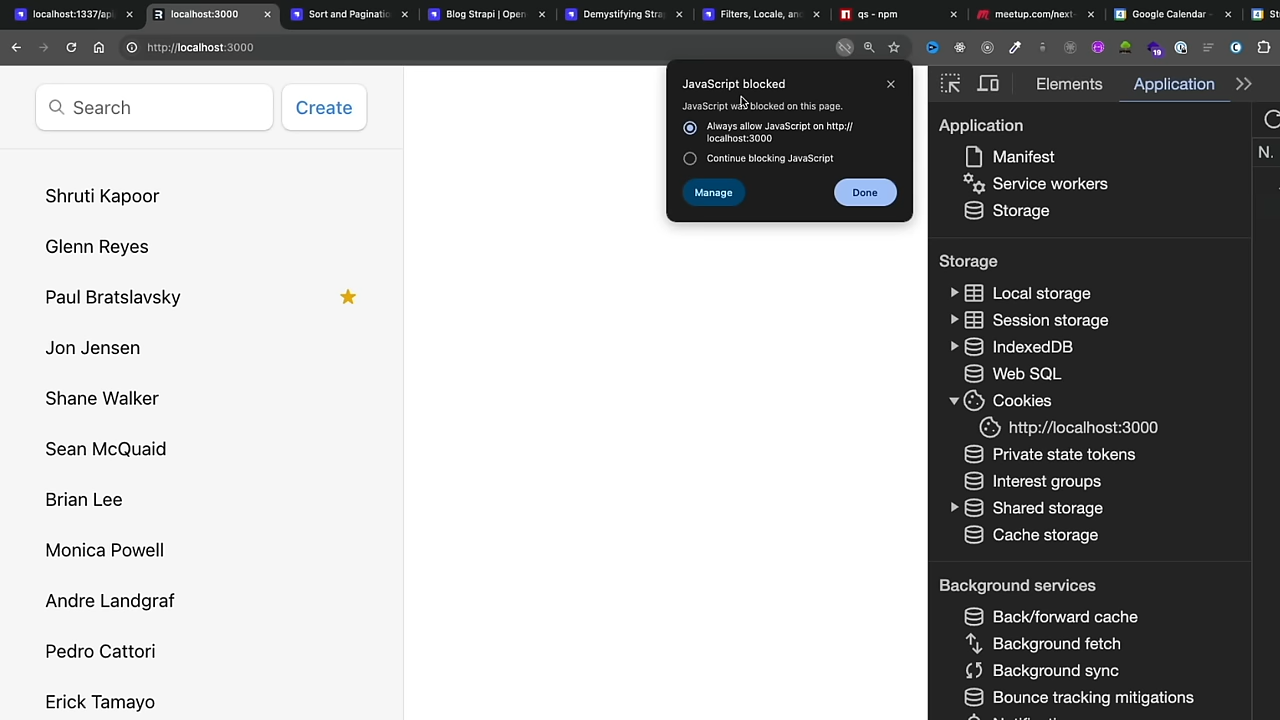 localhost:1337/api
localhost:3000
Sort and Paginatio
Blog Strapi | Open
Demystifying Stra
Filters, Locale, an
qs - npm
meetup.com/next-
Google Calendar -
St
http://localhost:3000
19
Search
Create
Shruti Kapoor
Glenn Reyes
Paul Bratslavsky
Jon Jensen
Shane Walker
Sean McQuaid
Brian Lee
Monica Powell
Andre Landgraf
Pedro Cattori
Erick Tamayo
JavaScript blocked
JavaScript was blocked on this page.
Always allow JavaScript on http://
localhost:3000
Continue blocking JavaScript
Manage
Done
Elements
Application
Application
Manifest
Service workers
Storage
Storage
Local storage
Session storage
IndexedDB
Web SQL
Cookies
http://localhost:3000
Private state tokens
Interest groups
Shared storage
Cache storage
Background services
Back/forward cache
Background fetch
Background sync
Bounce tracking mitigations
N.